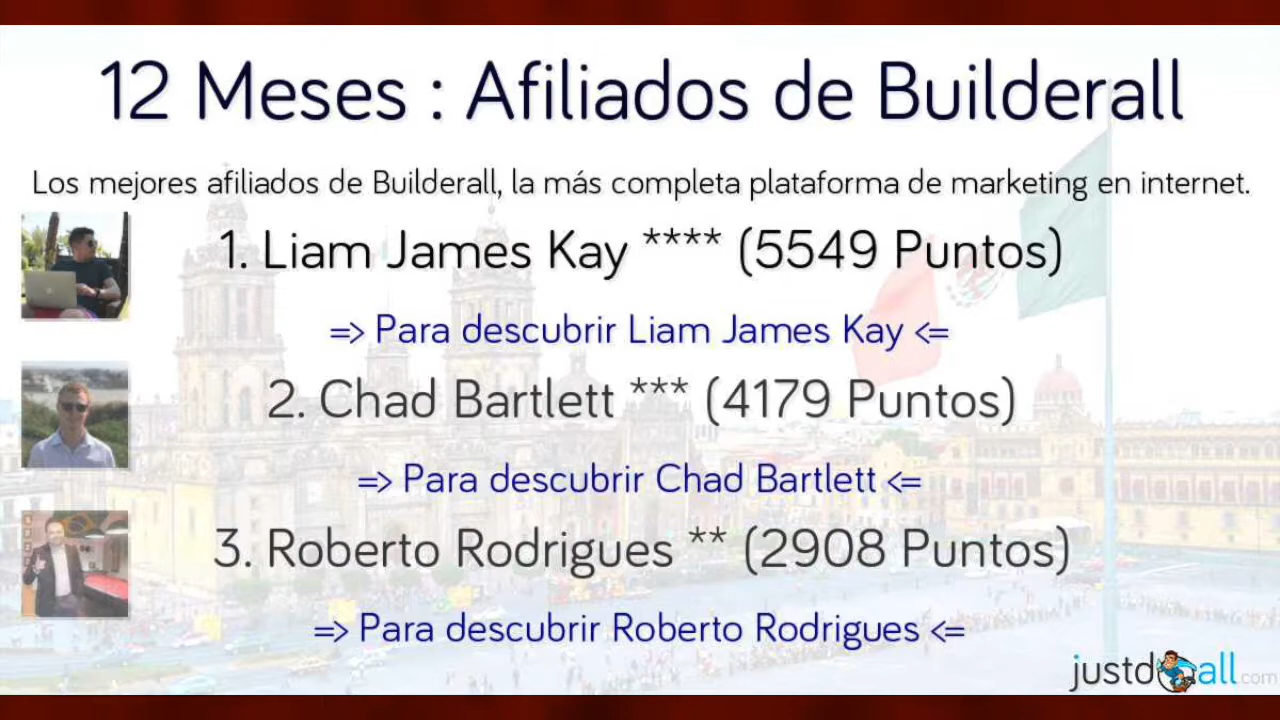 12 Meses : Afiliados de Builderall
Los mejores afiliados de Builderall, la más completa plataforma de marketing en internet.
1. Liam James Kay **** (5549 Puntos)
=> Para descubrir Liam James Kay <=
2. Chad Bartlett *** (4179 Puntos)
=> Para descubrir Chad Bartlett <=
3. Roberto Rodrigues ** (2908 Puntos)
=> Para descubrir Roberto Rodrigues <=
justdoall.com